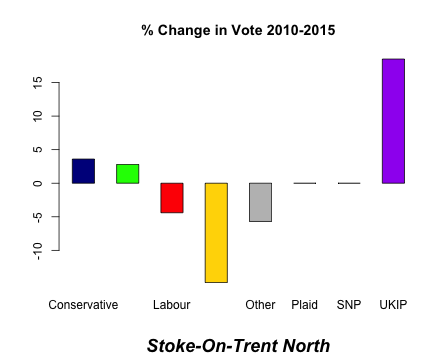 % Change in Vote 2010-2015
15
10
5
0
-5
-10
Conservative Labour Other Plaid SNP UKIP
Stoke-On-Trent North